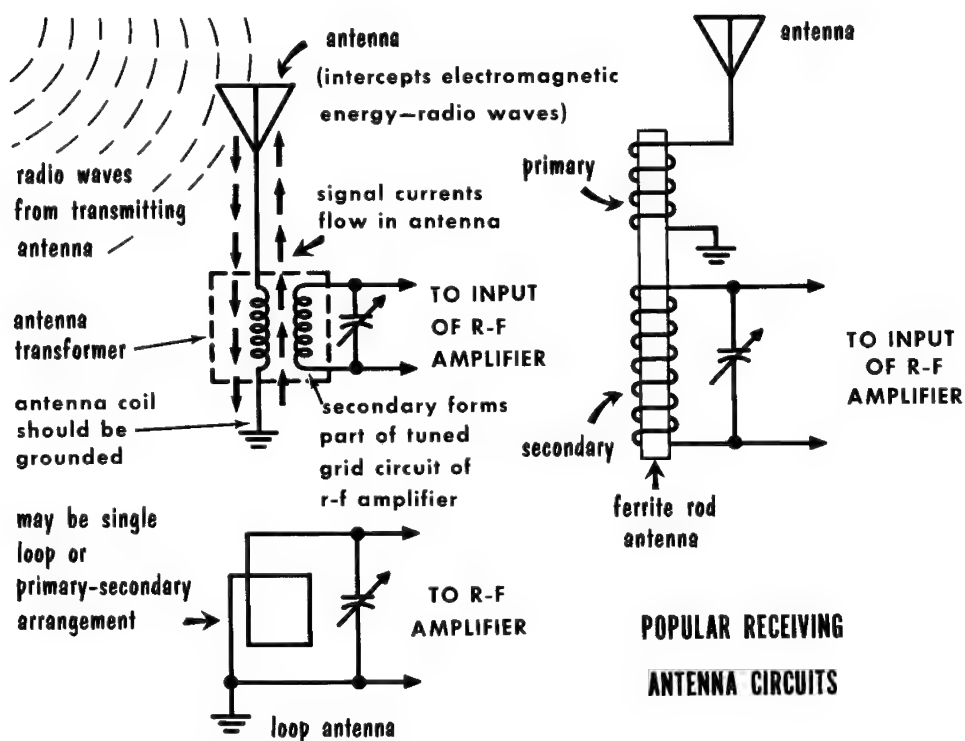 antenna
(intercepts electromagnetic
energy—radio waves)
radio waves
from transmitting
antenna
signal currents
flow in antenna
antenna
transformer
TO INPUT
OF R-F
AMPLIFIER
antenna coil
should be
grounded
secondary forms
part of tuned
grid circuit of
r-f amplifier
antenna
primary
TO INPUT
OF R-F
AMPLIFIER
secondary
ferrite rod
antenna
may be single
loop or
primary-secondary
arrangement
TO R-F
AMPLIFIER
loop antenna
POPULAR RECEIVING
ANTENNA CIRCUITS